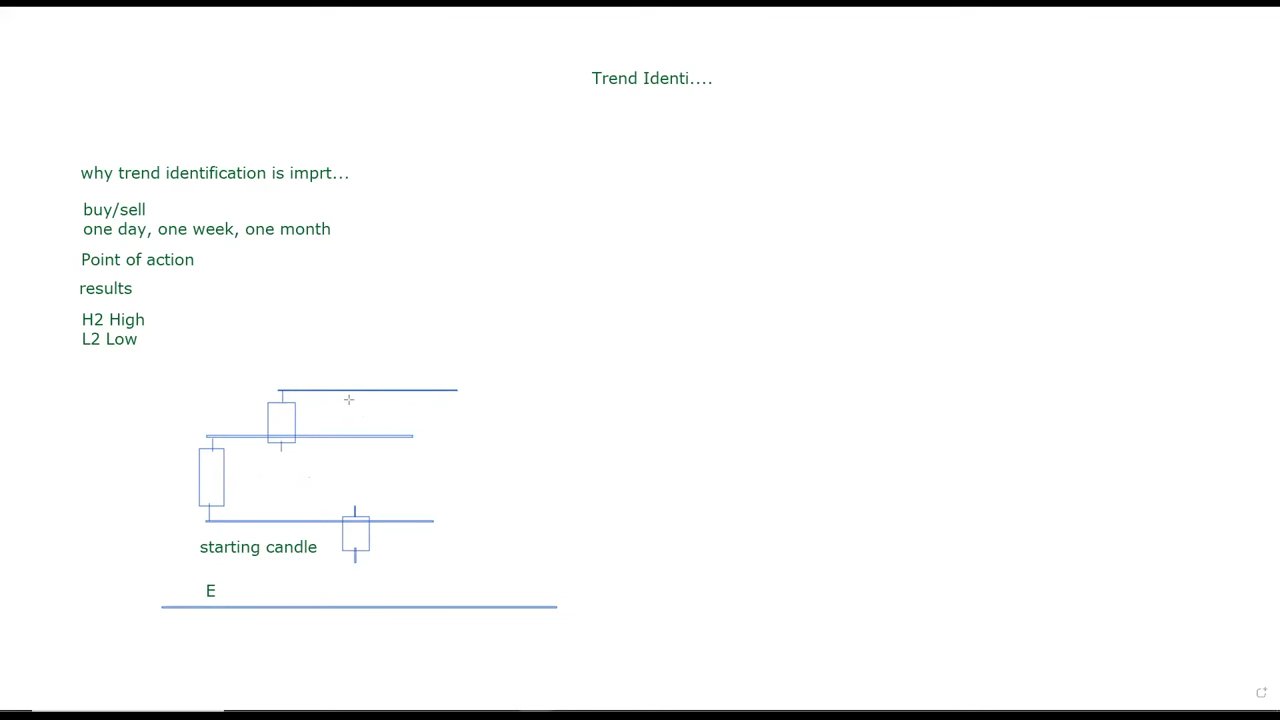 Trend Identi....
why trend identification is imprt...
buy/sell
one day, one week, one month
Point of action
results
H2 High
L2 Low
starting candle
E